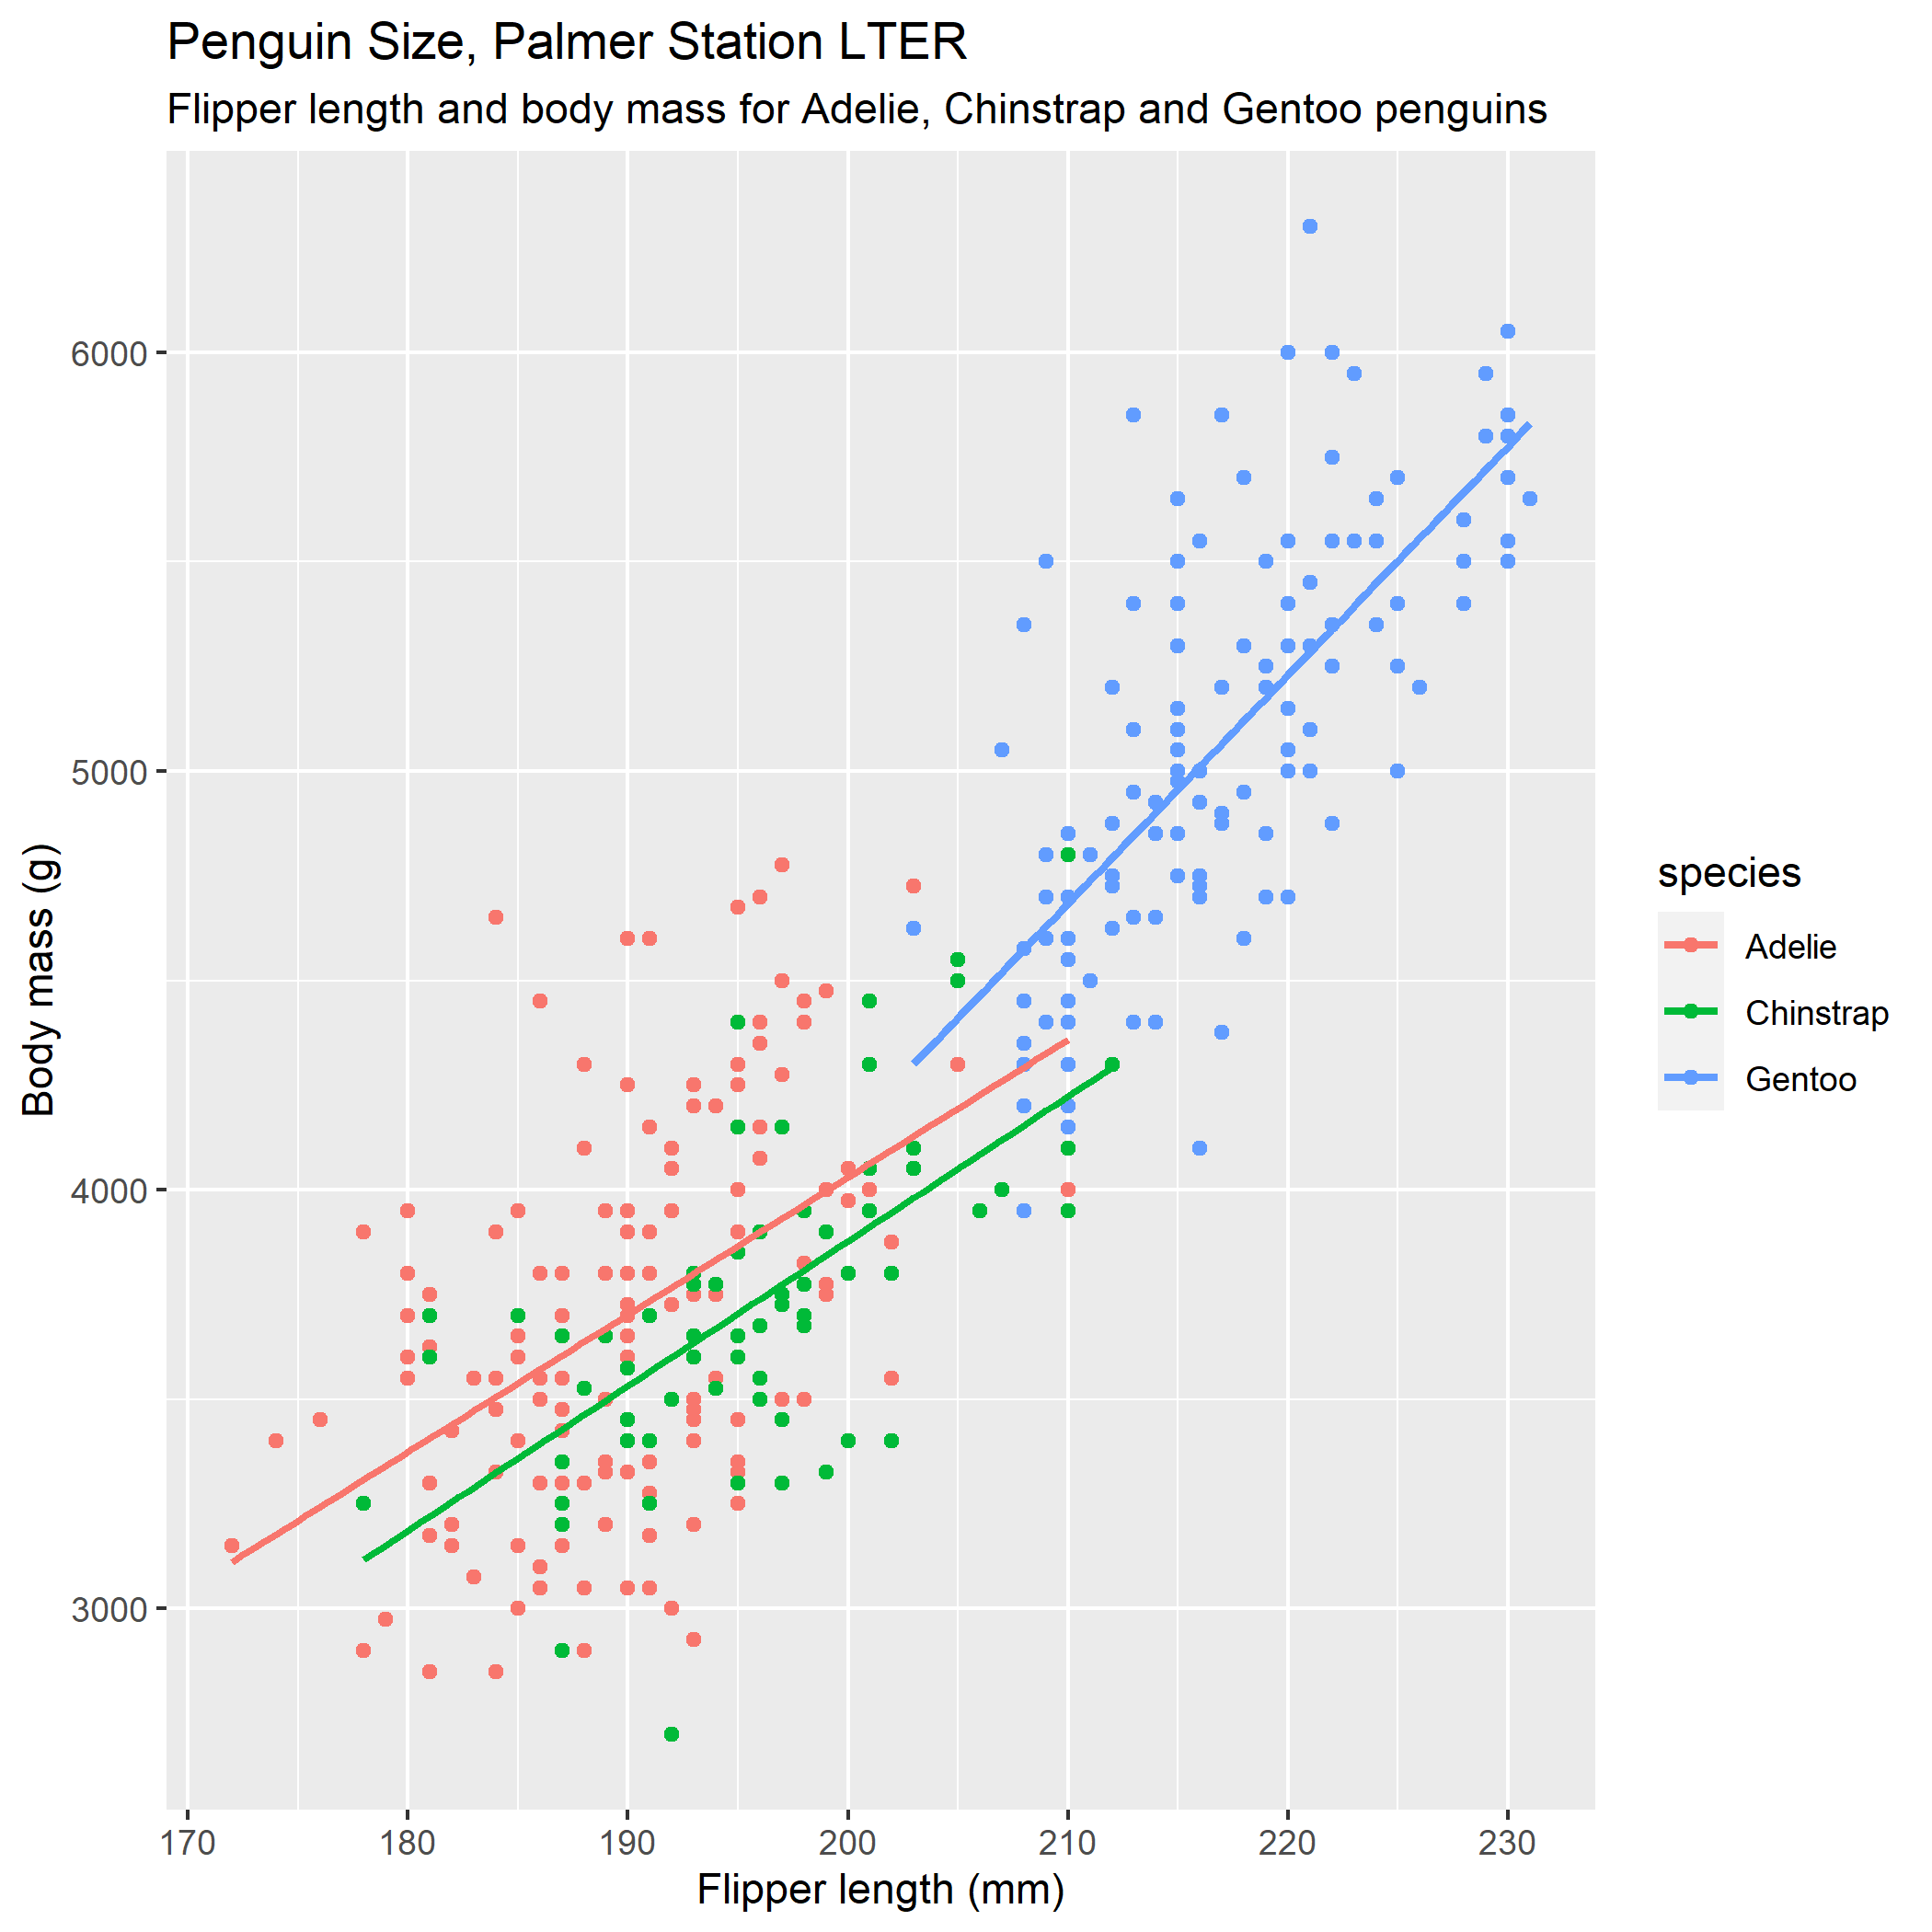 Penguin Size, Palmer Station LTER
Flipper length and body mass for Adelie, Chinstrap and Gentoo penguins
Body mass (g)
6000
5000
4000
3000
170 180 190 200 210 220 230
Flipper length (mm)
species
Adelie
Chinstrap
Gentoo